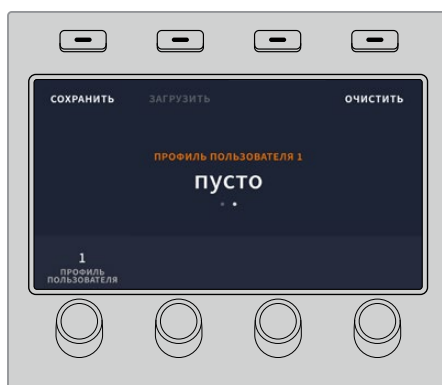 СОХРАНИТЬ ЗАГРУЗИТЬ ОЧИСТИТЬ
ПРОФИЛЬ ПОЛЬЗОВАТЕЛЯ 1
пусто
1
ПРОФИЛЬ
ПОЛЬЗОВАТЕЛЯ